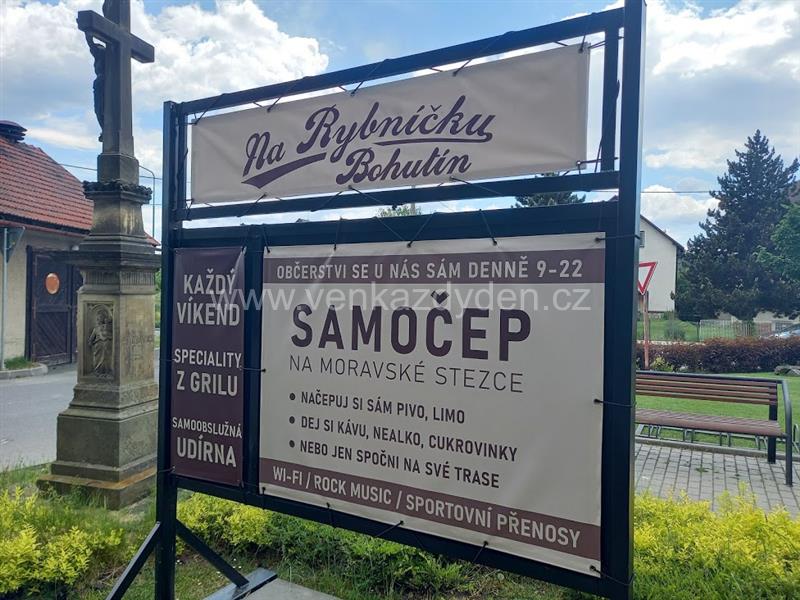 Na Rybníčku
Bohutín
KAŽDÝ
VÍKEND
SPECIALITY
Z GRILU
SAMOOBSLUŽNÁ
UDÍRNA
OBČERSTVI SE U NÁS SÁM DENNĚ 9-22
SAMOČEP
NA MORAVSKÉ STEZCE
• NAČEPUJ SI SÁM PIVO, LIMO
• DEJ SI KÁVU, NEALKO, CUKROVINKY
• NEBO JEN SPOČNI NA SVÉ TRASE
WI-FI / ROCK MUSIC / SPORTOVNÍ PŘENOSY
www.venkazdyden.cz